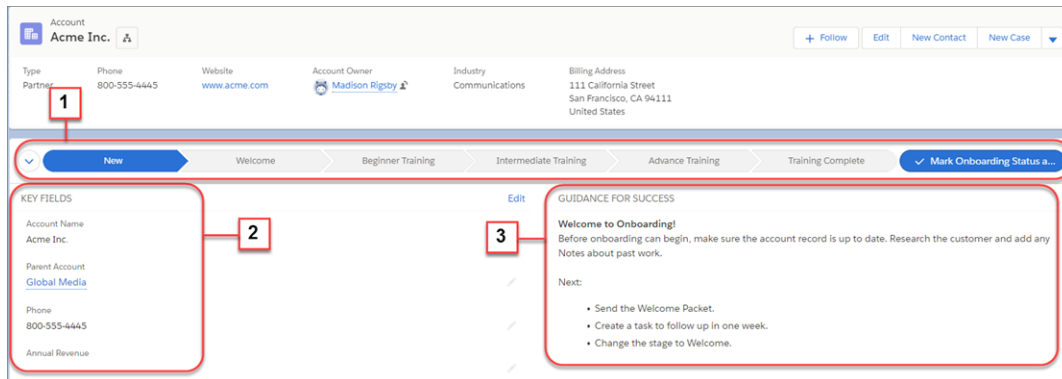 Account
Acme Inc.
+ Follow
Edit
New Contact
New Case
Type
Phone
Website
Account Owner
Industry
Billing Address
Partner
800-555-4445
www.acme.com
Madison Rigsby
Communications
111 California Street
San Francisco, CA 94111
United States
1
New
Welcome
Beginner Training
Intermediate Training
Advance Training
Training Complete
Mark Onboarding Status a...
KEY FIELDS
Edit
Account Name
Acme Inc.
2
Parent Account
Global Media
Phone
800-555-4445
Annual Revenue
GUIDANCE FOR SUCCESS
3
Welcome to Onboarding!
Before onboarding can begin, make sure the account record is up to date. Research the customer and add any
Notes about past work.
Next:
• Send the Welcome Packet.
• Create a task to follow up in one week.
• Change the stage to Welcome.